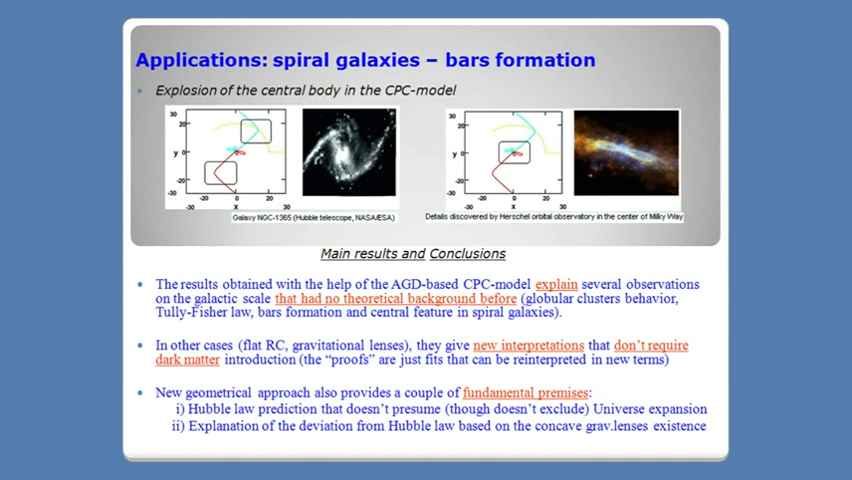 Applications: spiral galaxies – bars formation
Explosion of the central body in the CPC-model
30
20
y 0
-20
-30
-20 0 20
-30 X 30
Galaxy NGC-1365 (Hubble telescope, NASA/ESA)
30
20
y 0
-20
-30
-20 0 20
-30 X 30
Details discovered by Herschel orbital observatory in the center of Milky Way
Main results and Conclusions
The results obtained with the help of the AGD-based CPC-model explain several observations
on the galactic scale that had no theoretical background before (globular clusters behavior,
Tully-Fisher law, bars formation and central feature in spiral galaxies).
In other cases (flat RC, gravitational lenses), they give new interpretations that don't require
dark matter introduction (the “proofs” are just fits that can be reinterpreted in new terms)
New geometrical approach also provides a couple of fundamental premises:
i) Hubble law prediction that doesn't presume (though doesn't exclude) Universe expansion
ii) Explanation of the deviation from Hubble law based on the concave grav.lenses existence